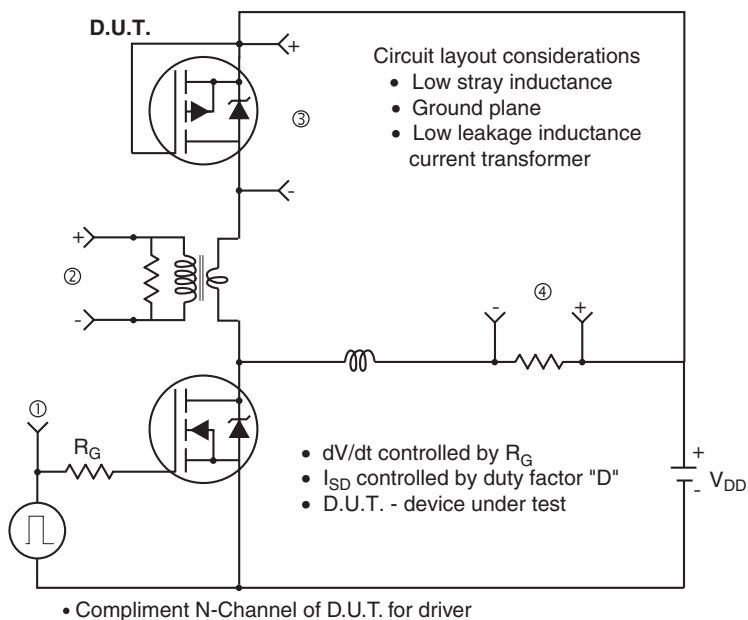 D.U.T.
+
Circuit layout considerations
• Low stray inductance
• Ground plane
• Low leakage inductance
current transformer
③
-
+
②
-
④
-
+
①
R_G
• dV/dt controlled by R_G
• I_SD controlled by duty factor "D"
• D.U.T. - device under test
+
V_DD
-
• Compliment N-Channel of D.U.T. for driver